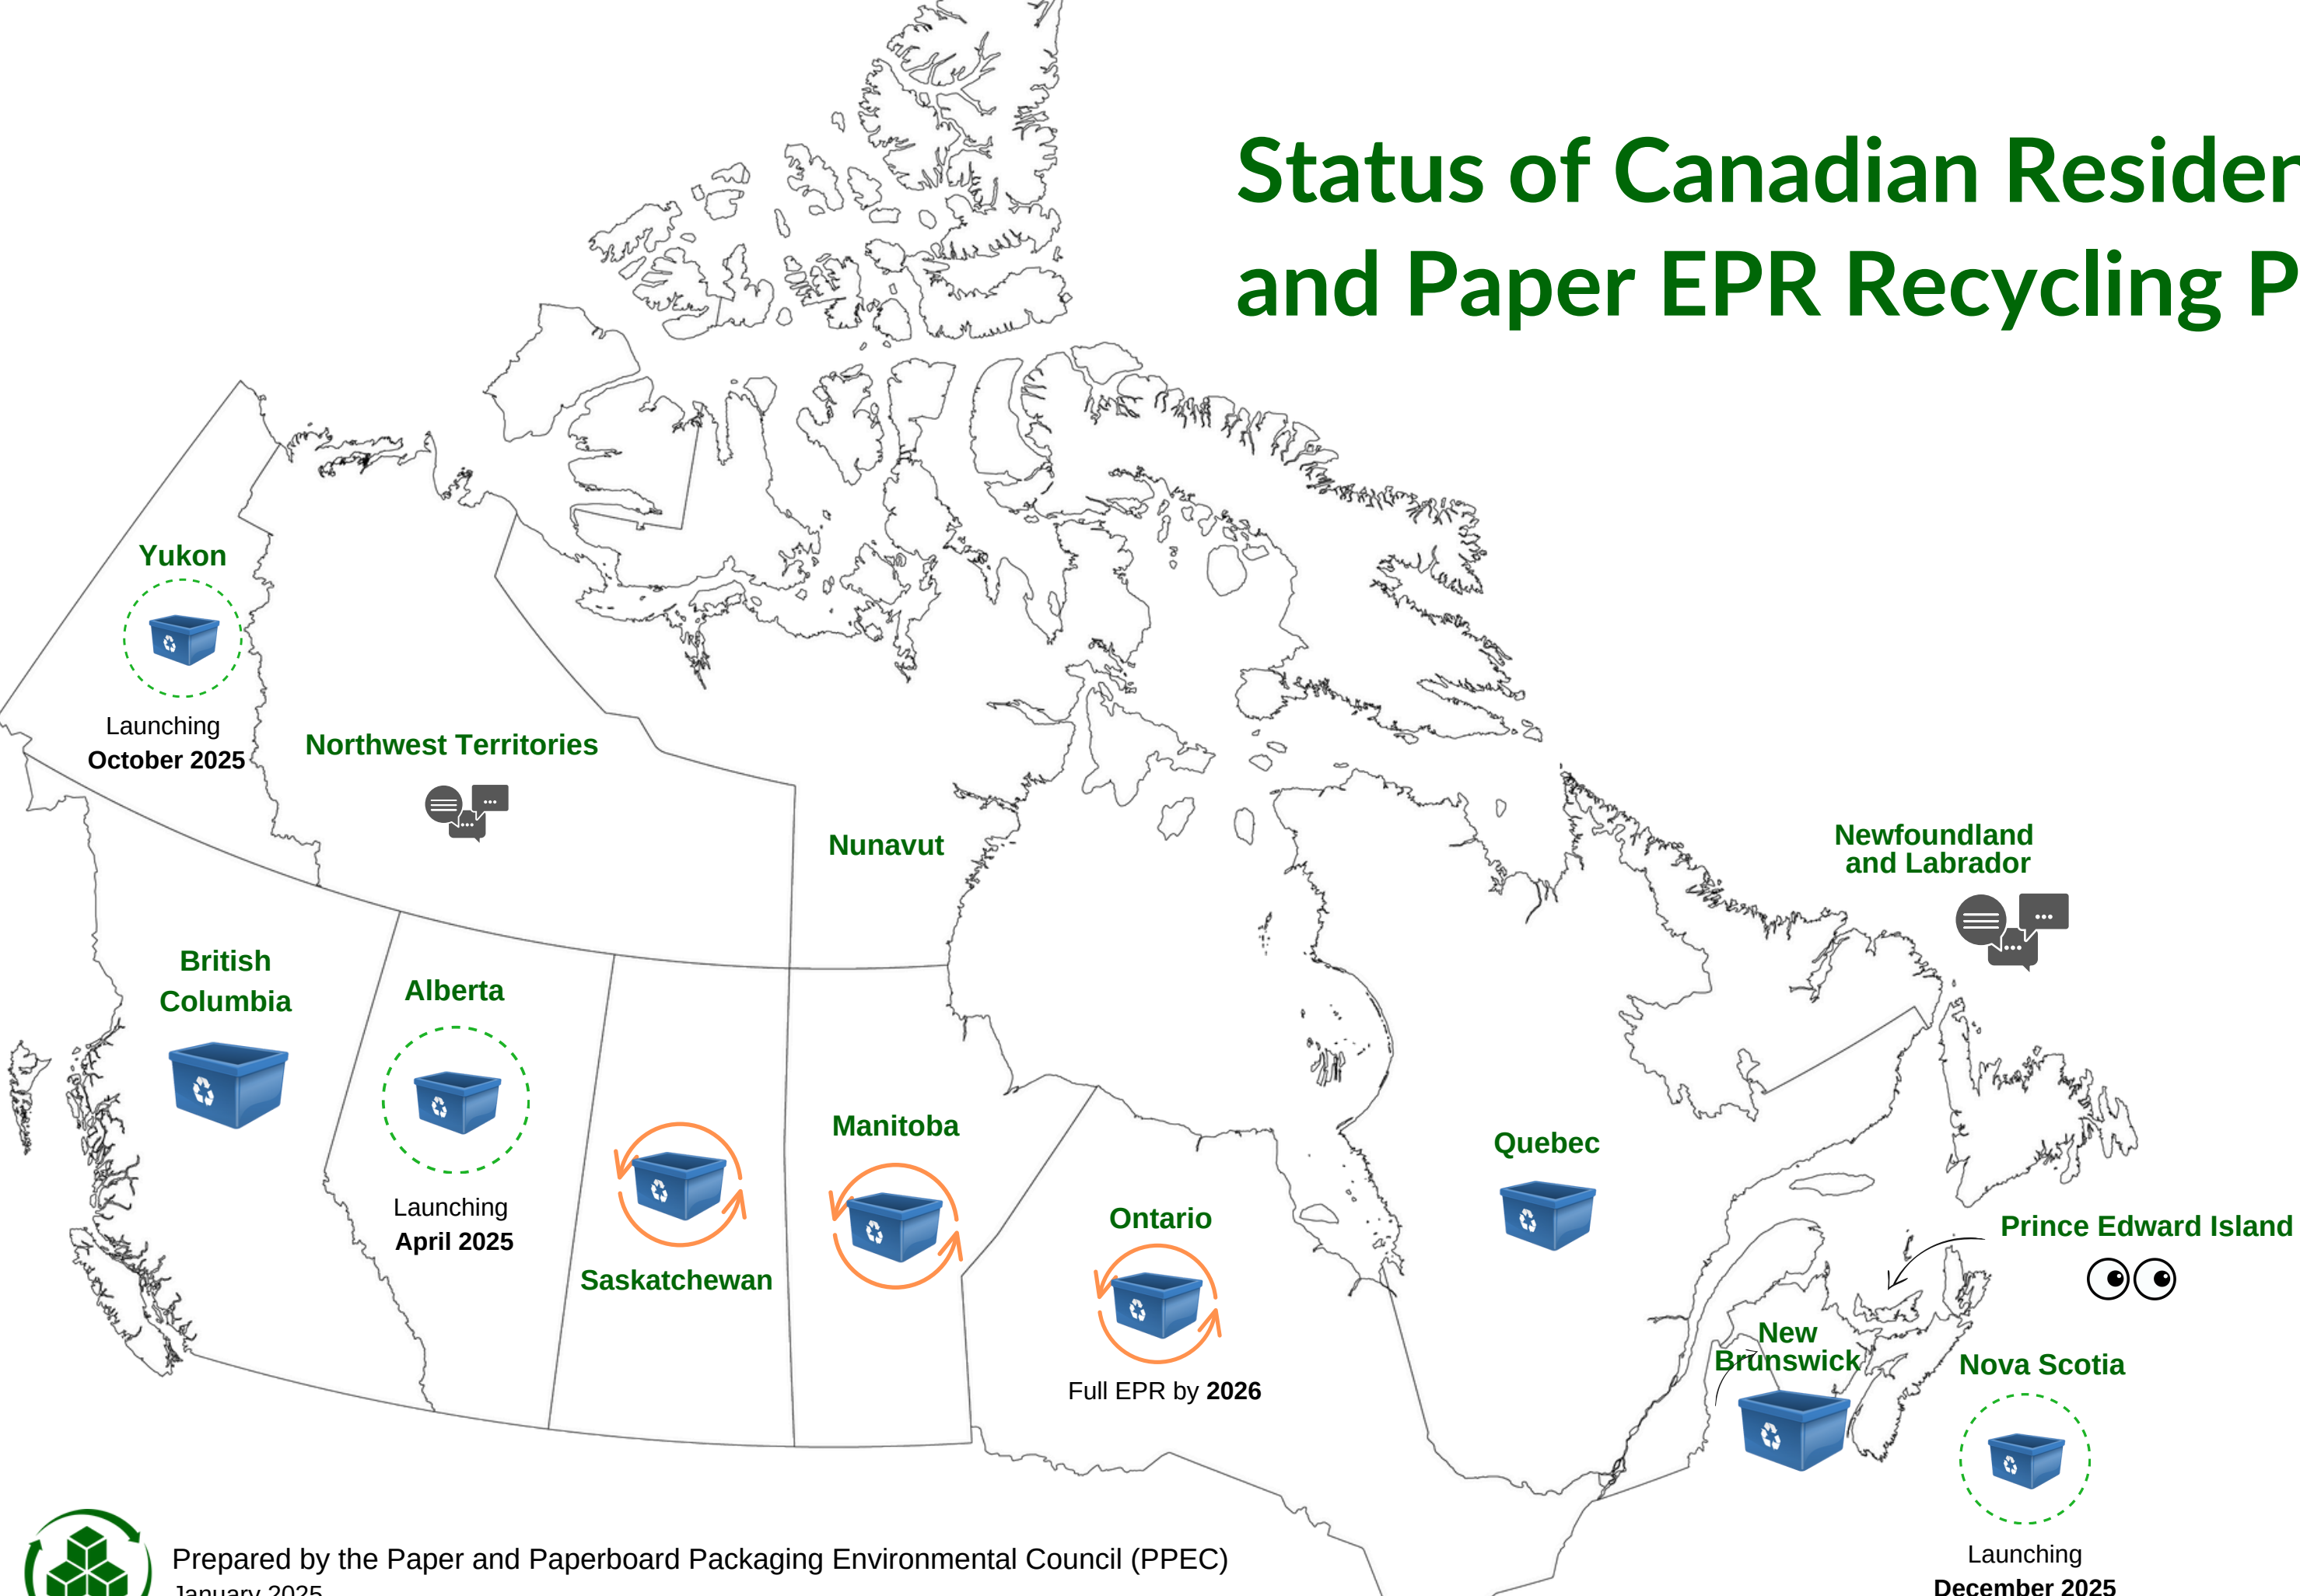 Status of Canadian Residen
and Paper EPR Recycling P
Yukon
Launching
October 2025
Northwest Territories
Nunavut
Newfoundland
and Labrador
British
Columbia
Alberta
Launching
April 2025
Saskatchewan
Manitoba
Ontario
Full EPR by 2026
Quebec
Prince Edward Island
New
Brunswick
Nova Scotia
Launching
December 2025
Prepared by the Paper and Paperboard Packaging Environmental Council (PPEC)
January 2025